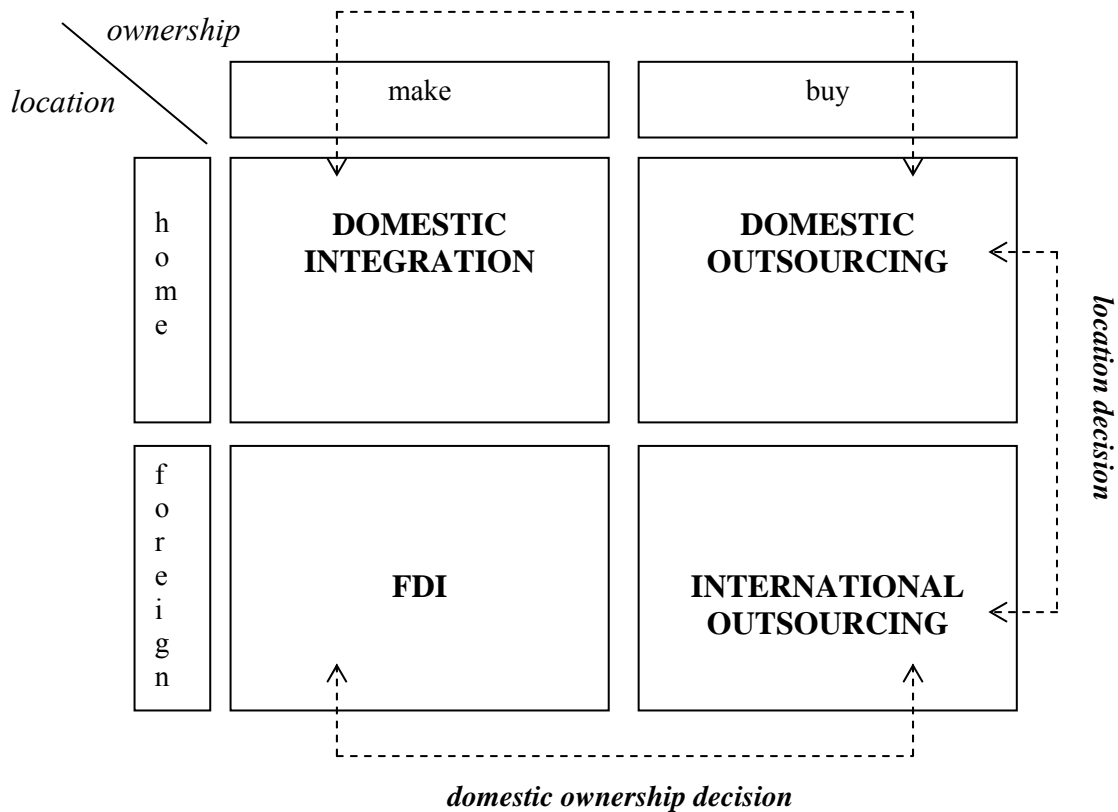 ownership
location
make
buy
home
DOMESTIC
INTEGRATION
DOMESTIC
OUTSOURCING
location decision
foreign
FDI
INTERNATIONAL
OUTSOURCING
domestic ownership decision